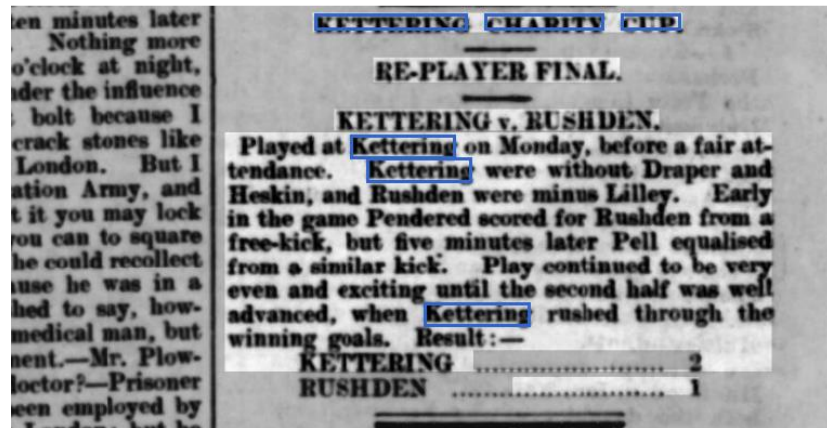 ten minutes later
Nothing more
o'clock at night,
der the influence
bolt because I
crack stones like
London. But I
ation Army, and
t it you may lock
you can to square
he could recollect
ause he was in a
hed to say, how-
medical man, but
ment.—Mr. Plow-
doctor?—Prisoner
een employed by
KETTERING CHARITY CUP.
RE-PLAYER FINAL.
KETTERING v. RUSHDEN.
Played at Kettering on Monday, before a fair at-
tendance. Kettering were without Draper and
Heskin, and Rushden were minus Lilley. Early
in the game Pendered scored for Rushden from a
free-kick, but five minutes later Pell equalised
from a similar kick. Play continued to be very
even and exciting until the second half was well
advanced, when Kettering rushed through the
winning goals. Result:—
KETTERING ........................ 2
RUSHDEN ........................ 1